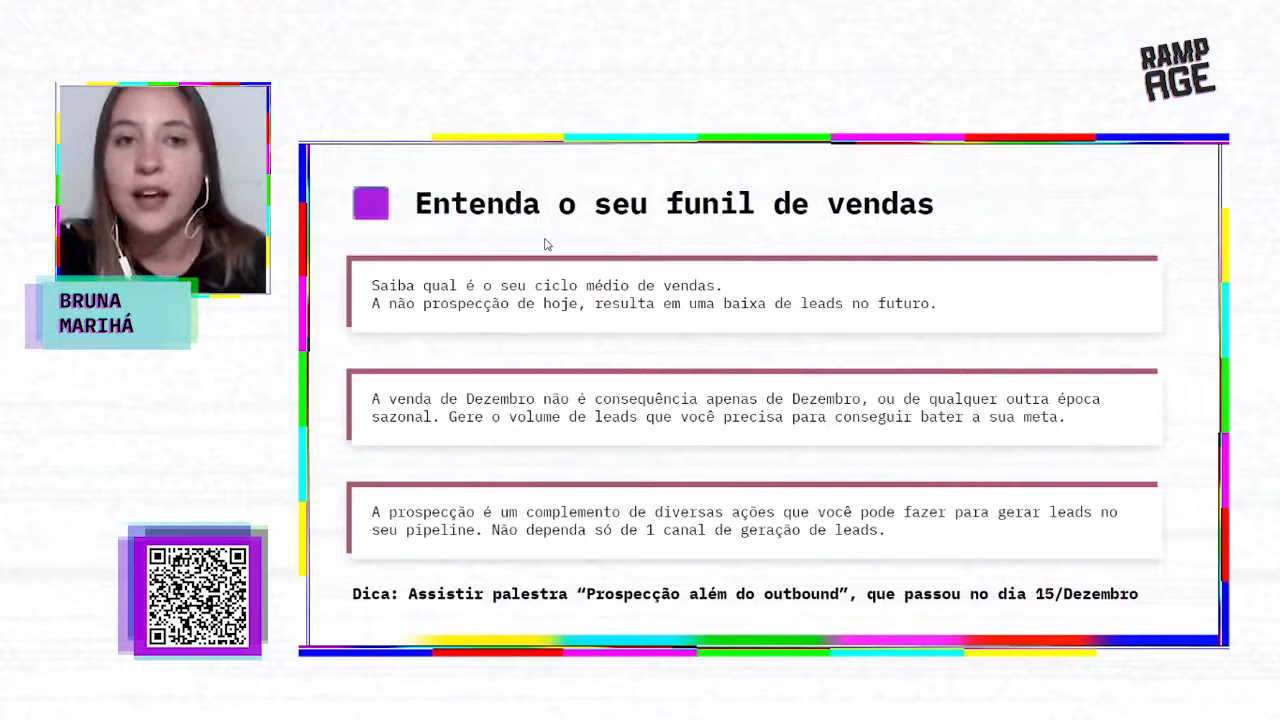 RAMP
AGE
BRUNA
MARIHÁ
Entenda o seu funil de vendas
Saiba qual é o seu ciclo médio de vendas.
A não prospecção de hoje, resulta em uma baixa de leads no futuro.
A venda de Dezembro não é consequência apenas de Dezembro, ou de qualquer outra época
sazonal. Gere o volume de leads que você precisa para conseguir bater a sua meta.
A prospecção é um complemento de diversas ações que você pode fazer para gerar leads no
seu pipeline. Não dependa só de 1 canal de geração de leads.
Dica: Assistir palestra “Prospecção além do outbound”, que passou no dia 15/Dezembro